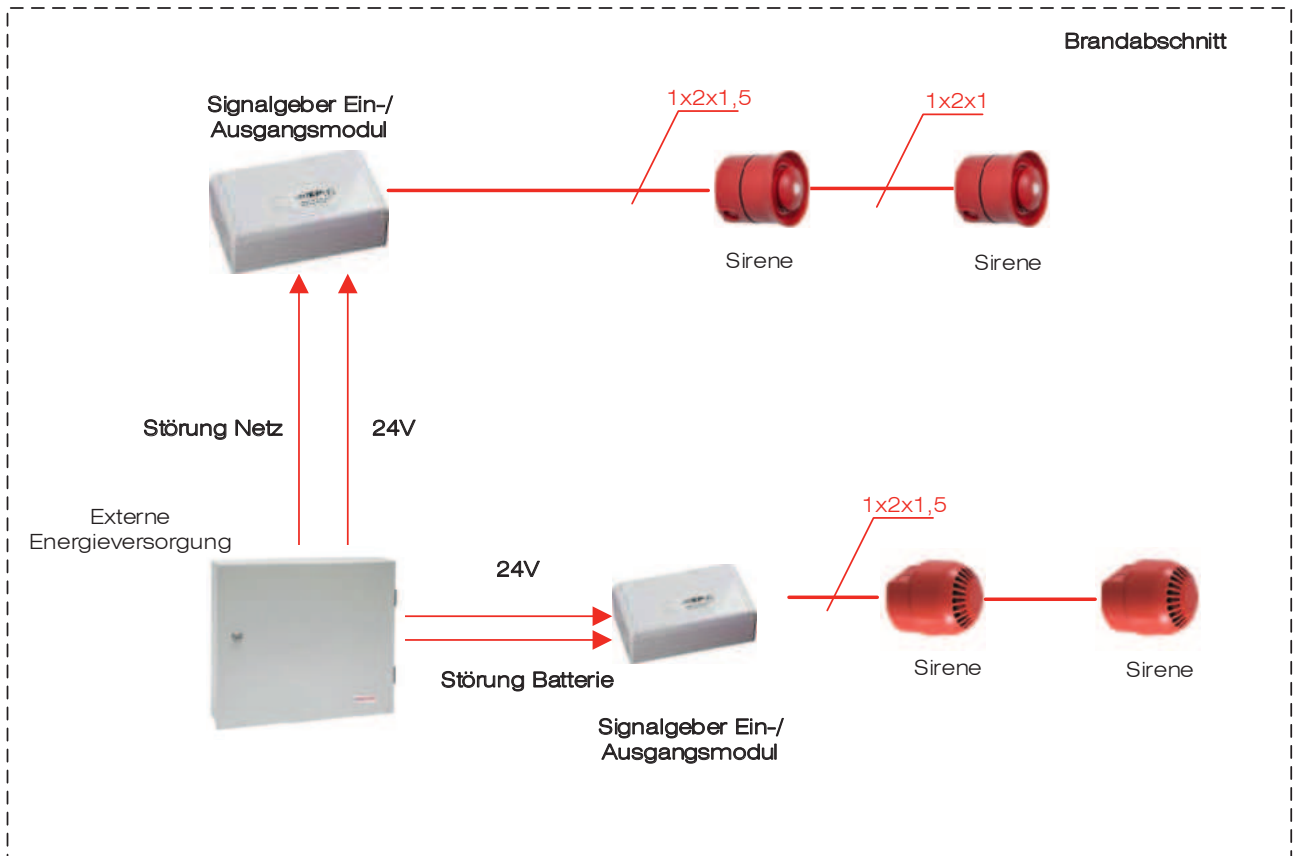 Brandabschnitt
Signalgeber Ein-/
Ausgangsmodul
1x2x1,5
1x2x1
Sirene
Sirene
Störung Netz
24V
Externe
Energieversorgung
24V
Störung Batterie
1x2x1,5
Sirene
Sirene
Signalgeber Ein-/
Ausgangsmodul